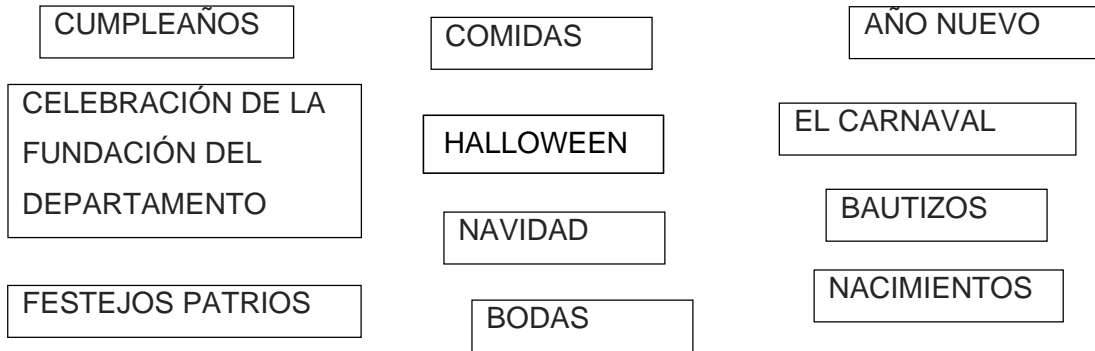 CUMPLEAÑOS
COMIDAS
AÑO NUEVO
CELEBRACIÓN DE LA
FUNDACIÓN DEL
DEPARTAMENTO
HALLOWEEN
EL CARNAVAL
NAVIDAD
BAUTIZOS
FESTEJOS PATRIOS
BODAS
NACIMIENTOS